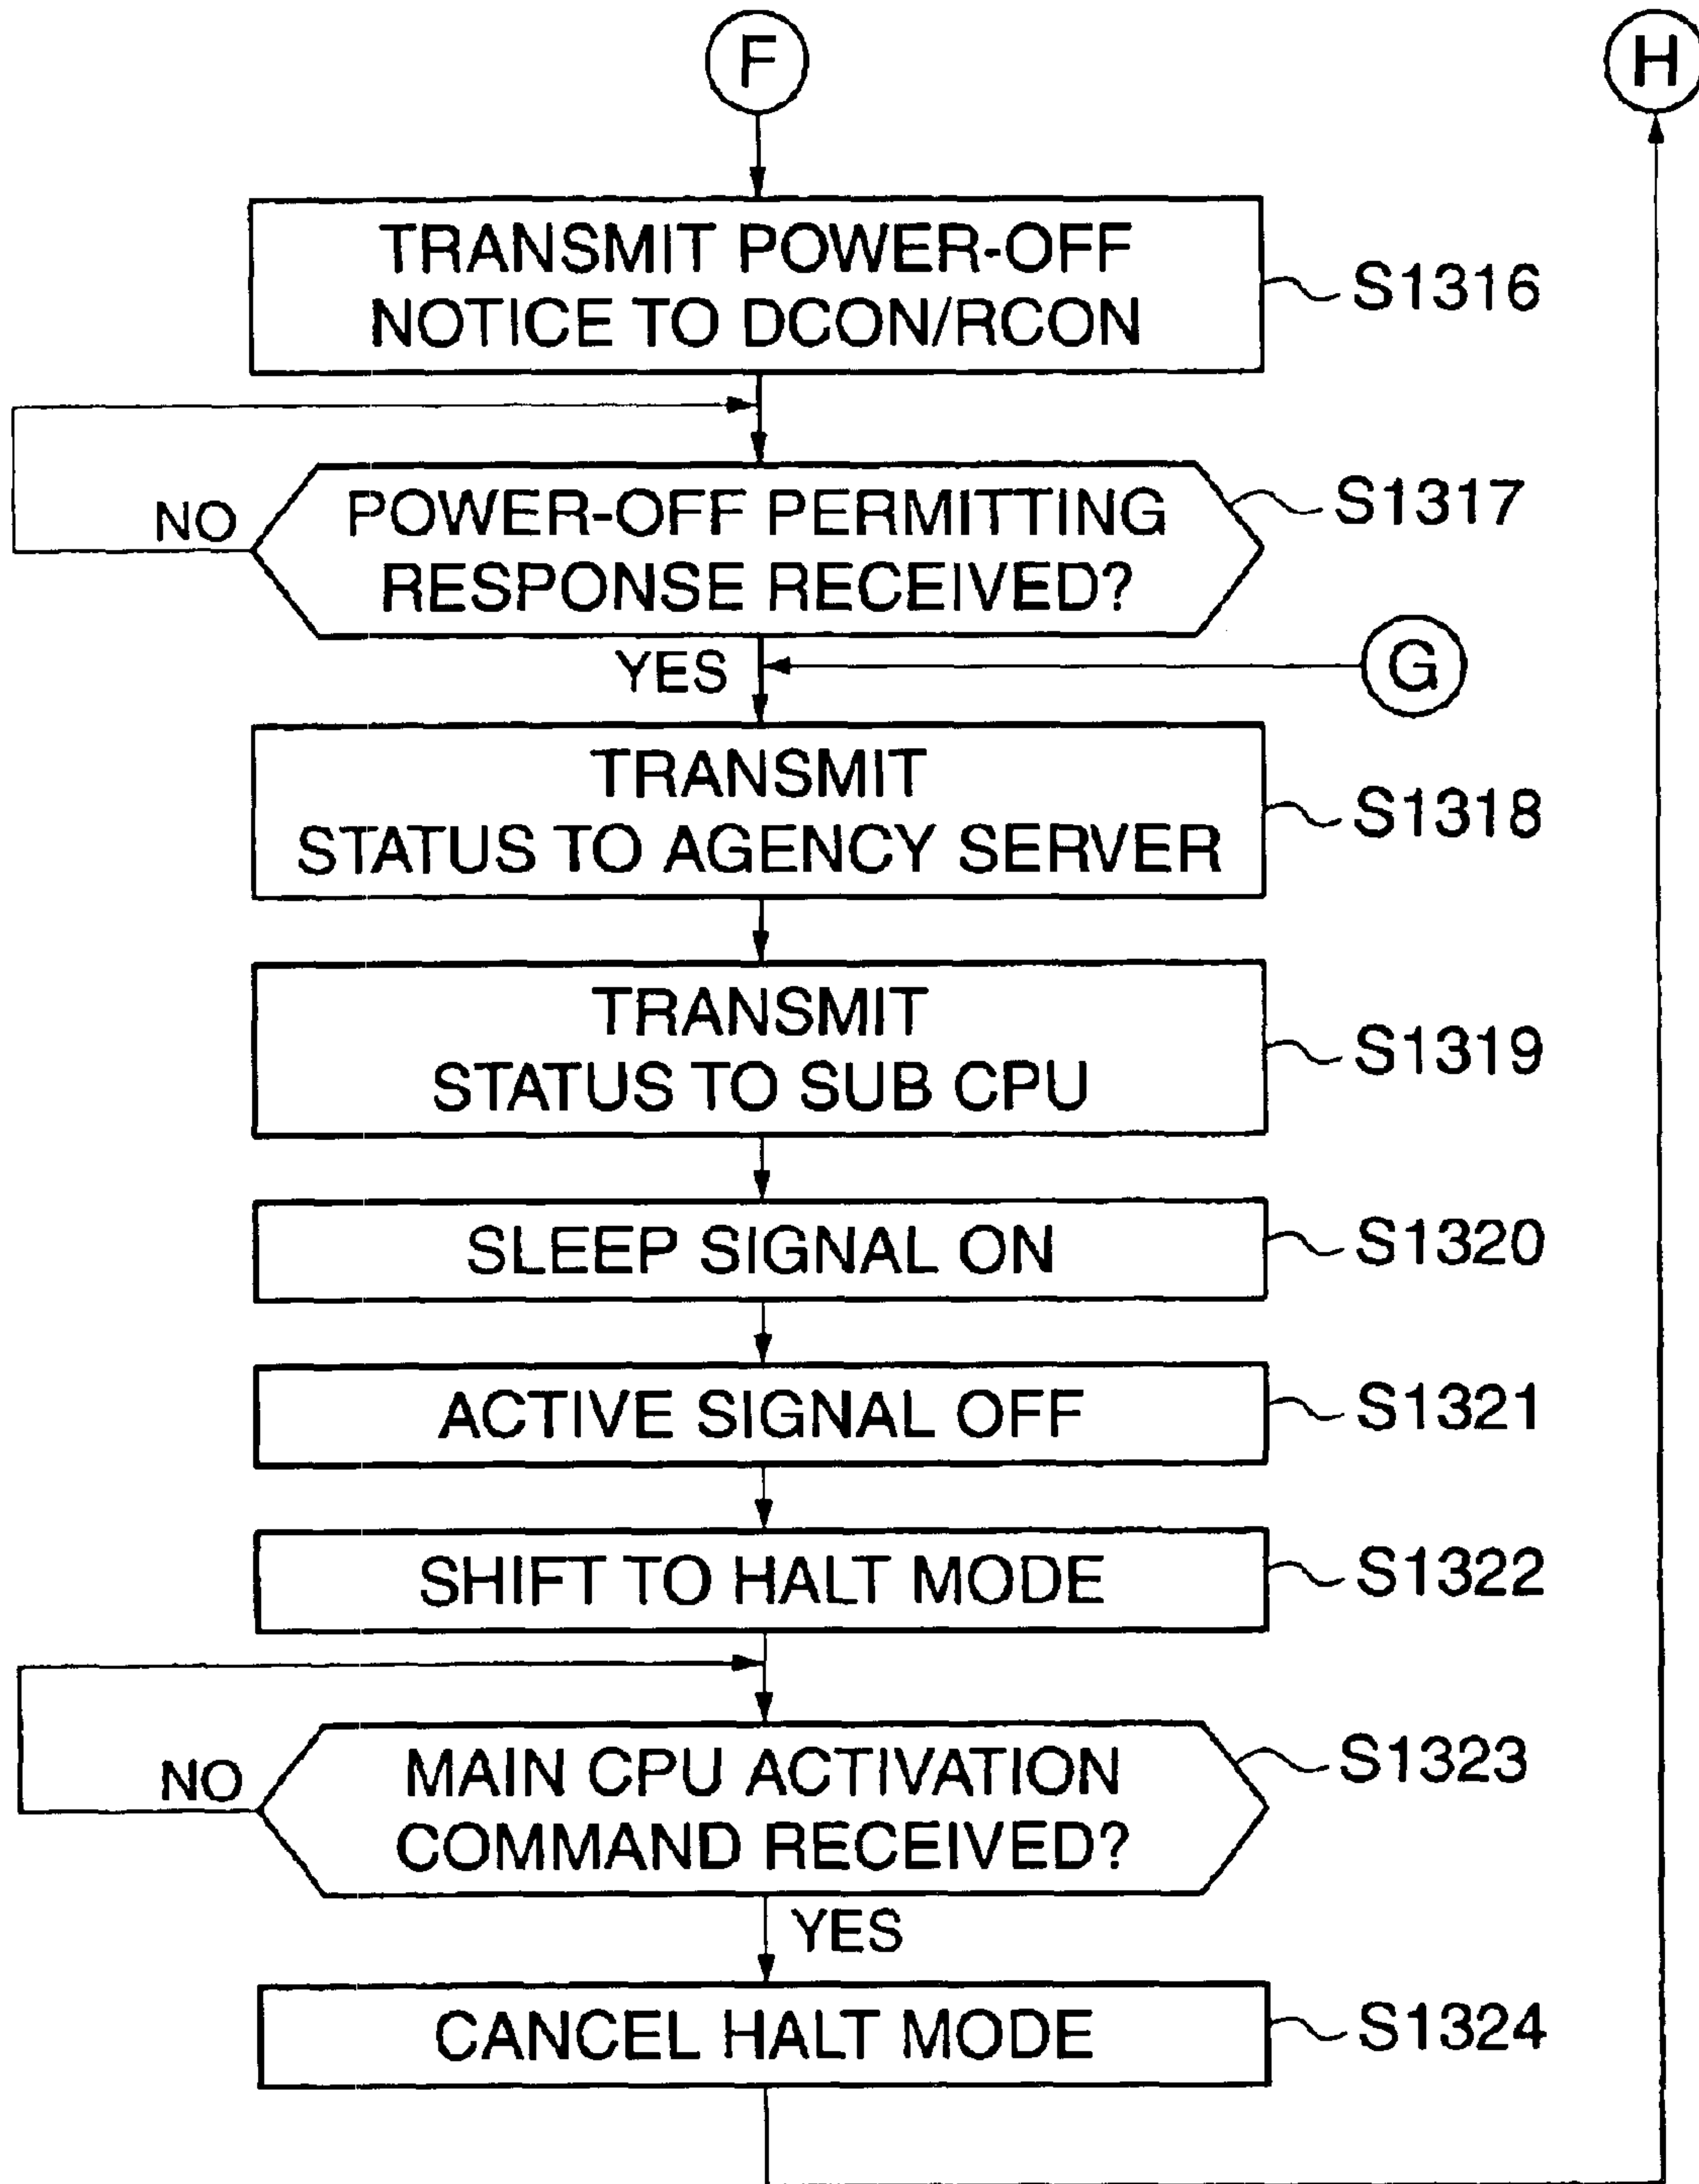 F
H
TRANSMIT POWER-OFF
NOTICE TO DCON/RCON
S1316
POWER-OFF PERMITTING
RESPONSE RECEIVED?
S1317
NO
YES
G
TRANSMIT
STATUS TO AGENCY SERVER
S1318
TRANSMIT
STATUS TO SUB CPU
S1319
SLEEP SIGNAL ON
S1320
ACTIVE SIGNAL OFF
S1321
SHIFT TO HALT MODE
S1322
MAIN CPU ACTIVATION
COMMAND RECEIVED?
S1323
NO
YES
CANCEL HALT MODE
S1324